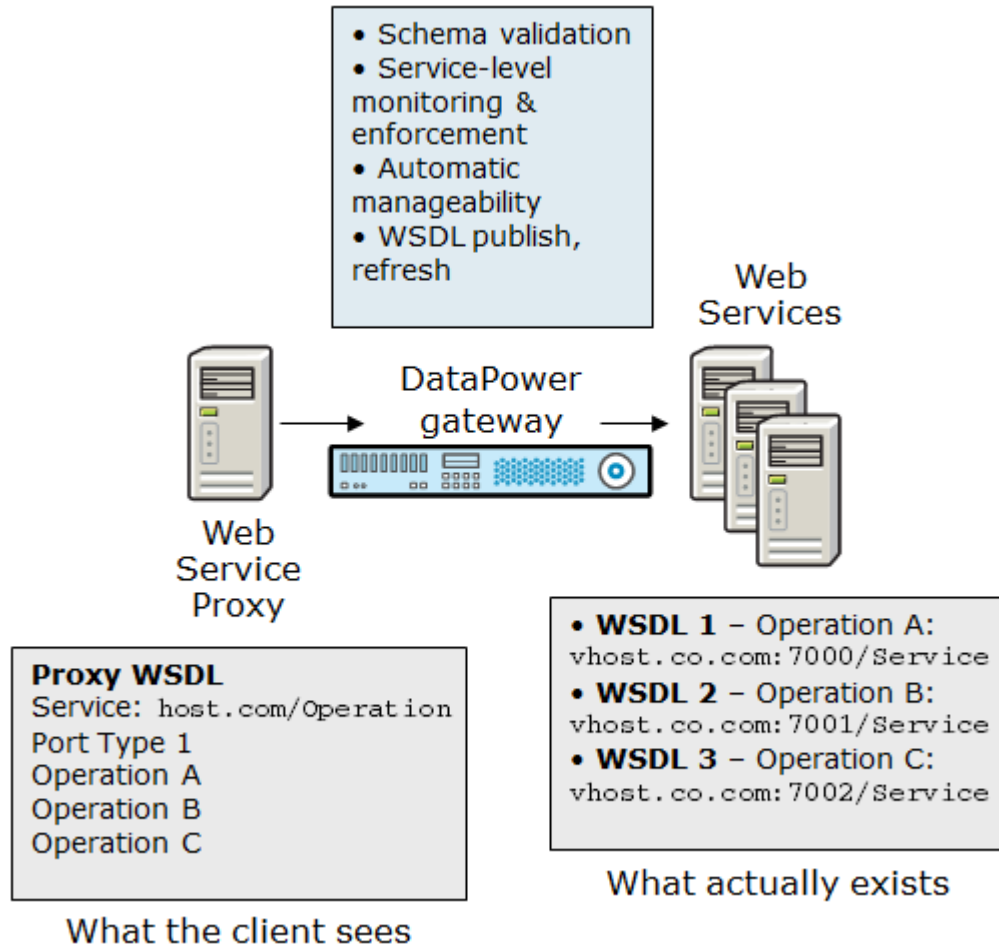 • Schema validation
• Service-level
monitoring &
enforcement
• Automatic
manageability
• WSDL publish,
refresh
Web
Services
DataPower
gateway
Web
Service
Proxy
Proxy WSDL
Service: host.com/Operation
Port Type 1
Operation A
Operation B
Operation C
What the client sees
• WSDL 1 – Operation A:
vhost.co.com:7000/Service
• WSDL 2 – Operation B:
vhost.co.com:7001/Service
• WSDL 3 – Operation C:
vhost.co.com:7002/Service
What actually exists